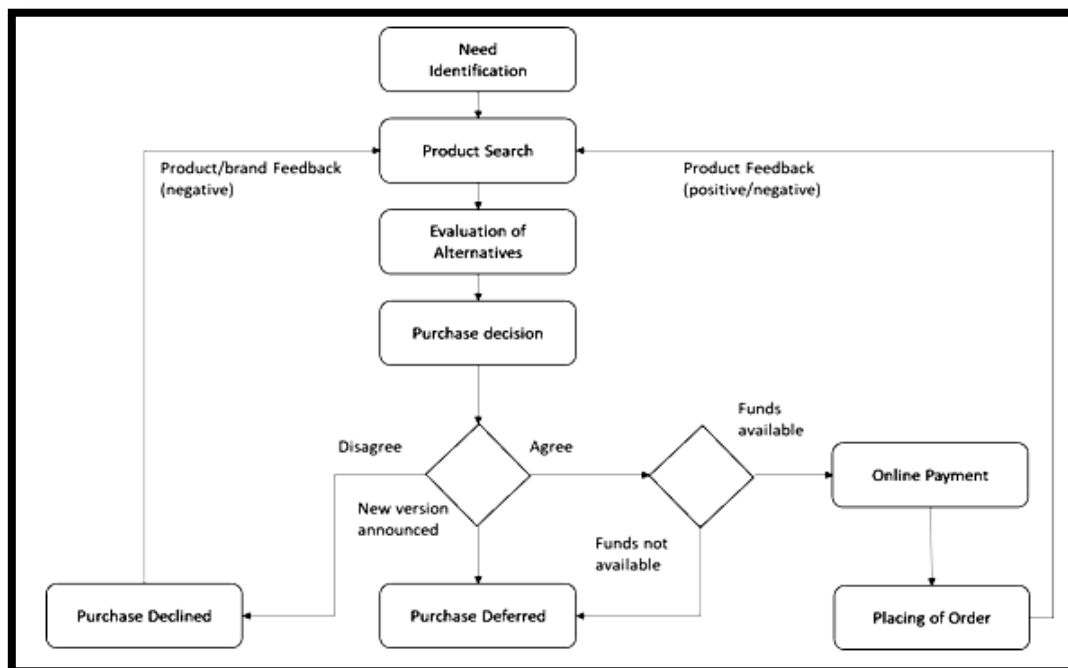 Need
Identification
Product Search
Product/brand Feedback
(negative)
Product Feedback
(positive/negative)
Evaluation of
Alternatives
Purchase decision
Funds
available
Disagree
Agree
Online Payment
New version
announced
Funds not
available
Purchase Declined
Purchase Deferred
Placing of Order